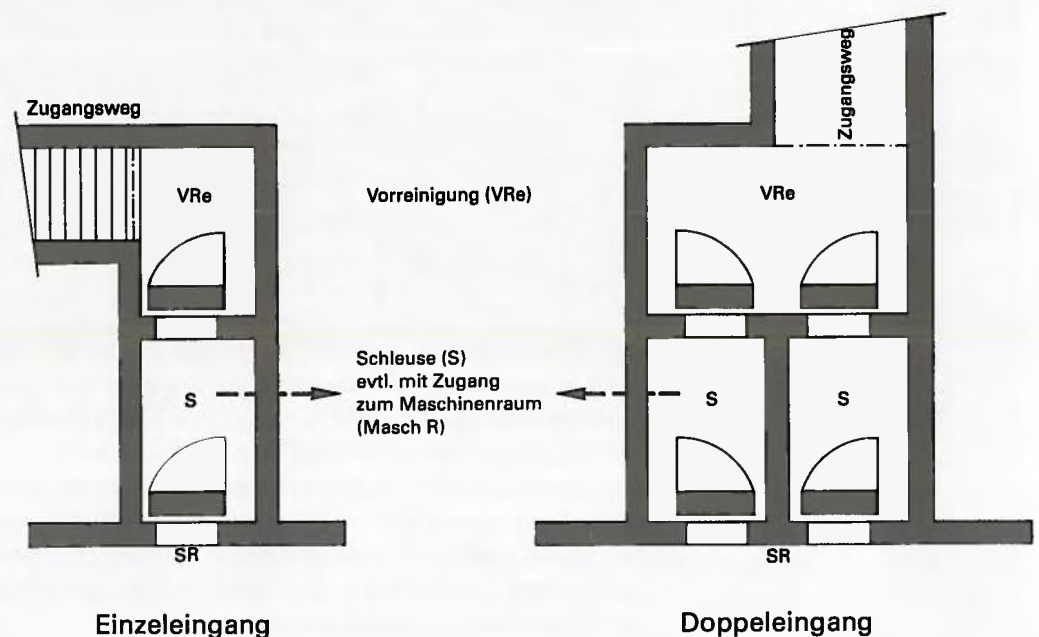 Zugangsweg
Zugangsweg
VRe
Vorreinigung (VRe)
VRe
Schleuse (S)
evtl. mit Zugang
zum Maschinenraum
(Masch R)
S
S
S
SR
SR
Einzeleingang
Doppeleingang